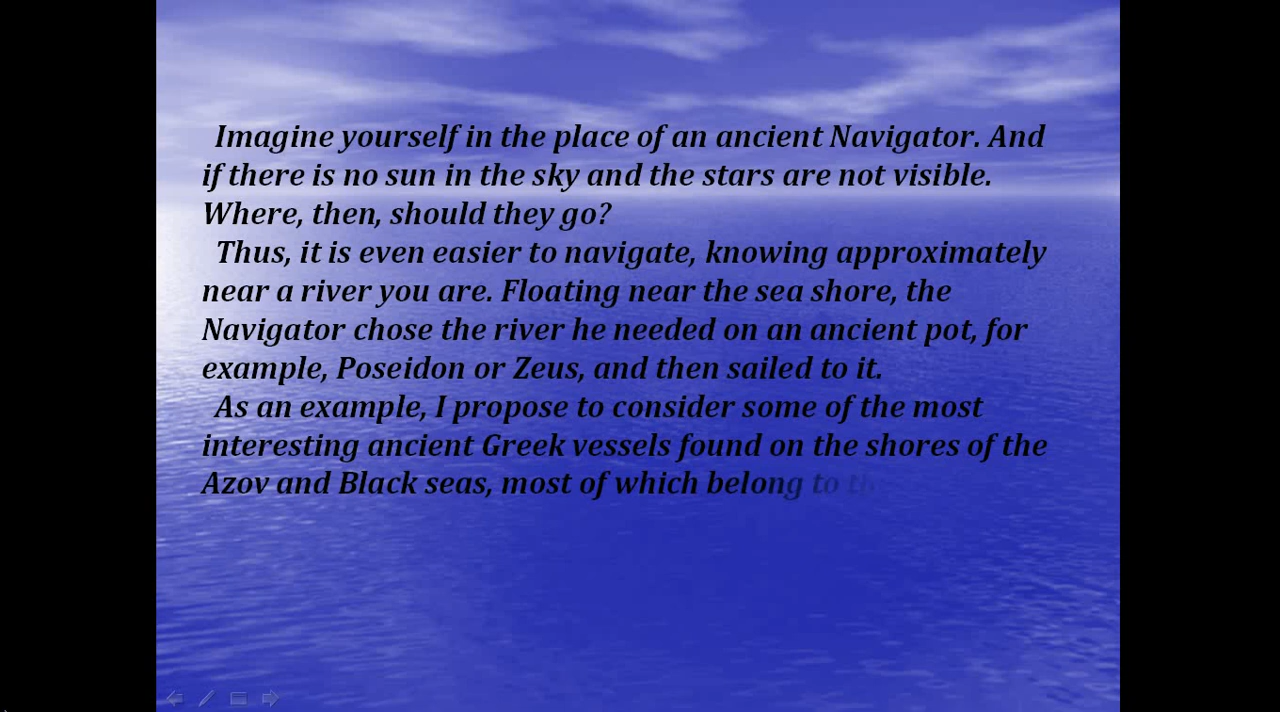 Imagine yourself in the place of an ancient Navigator. And
if there is no sun in the sky and the stars are not visible.
Where, then, should they go?
Thus, it is even easier to navigate, knowing approximately
near a river you are. Floating near the sea shore, the
Navigator chose the river he needed on an ancient pot, for
example, Poseidon or Zeus, and then sailed to it.
As an example, I propose to consider some of the most
interesting ancient Greek vessels found on the shores of the
Azov and Black seas, most of which belong to